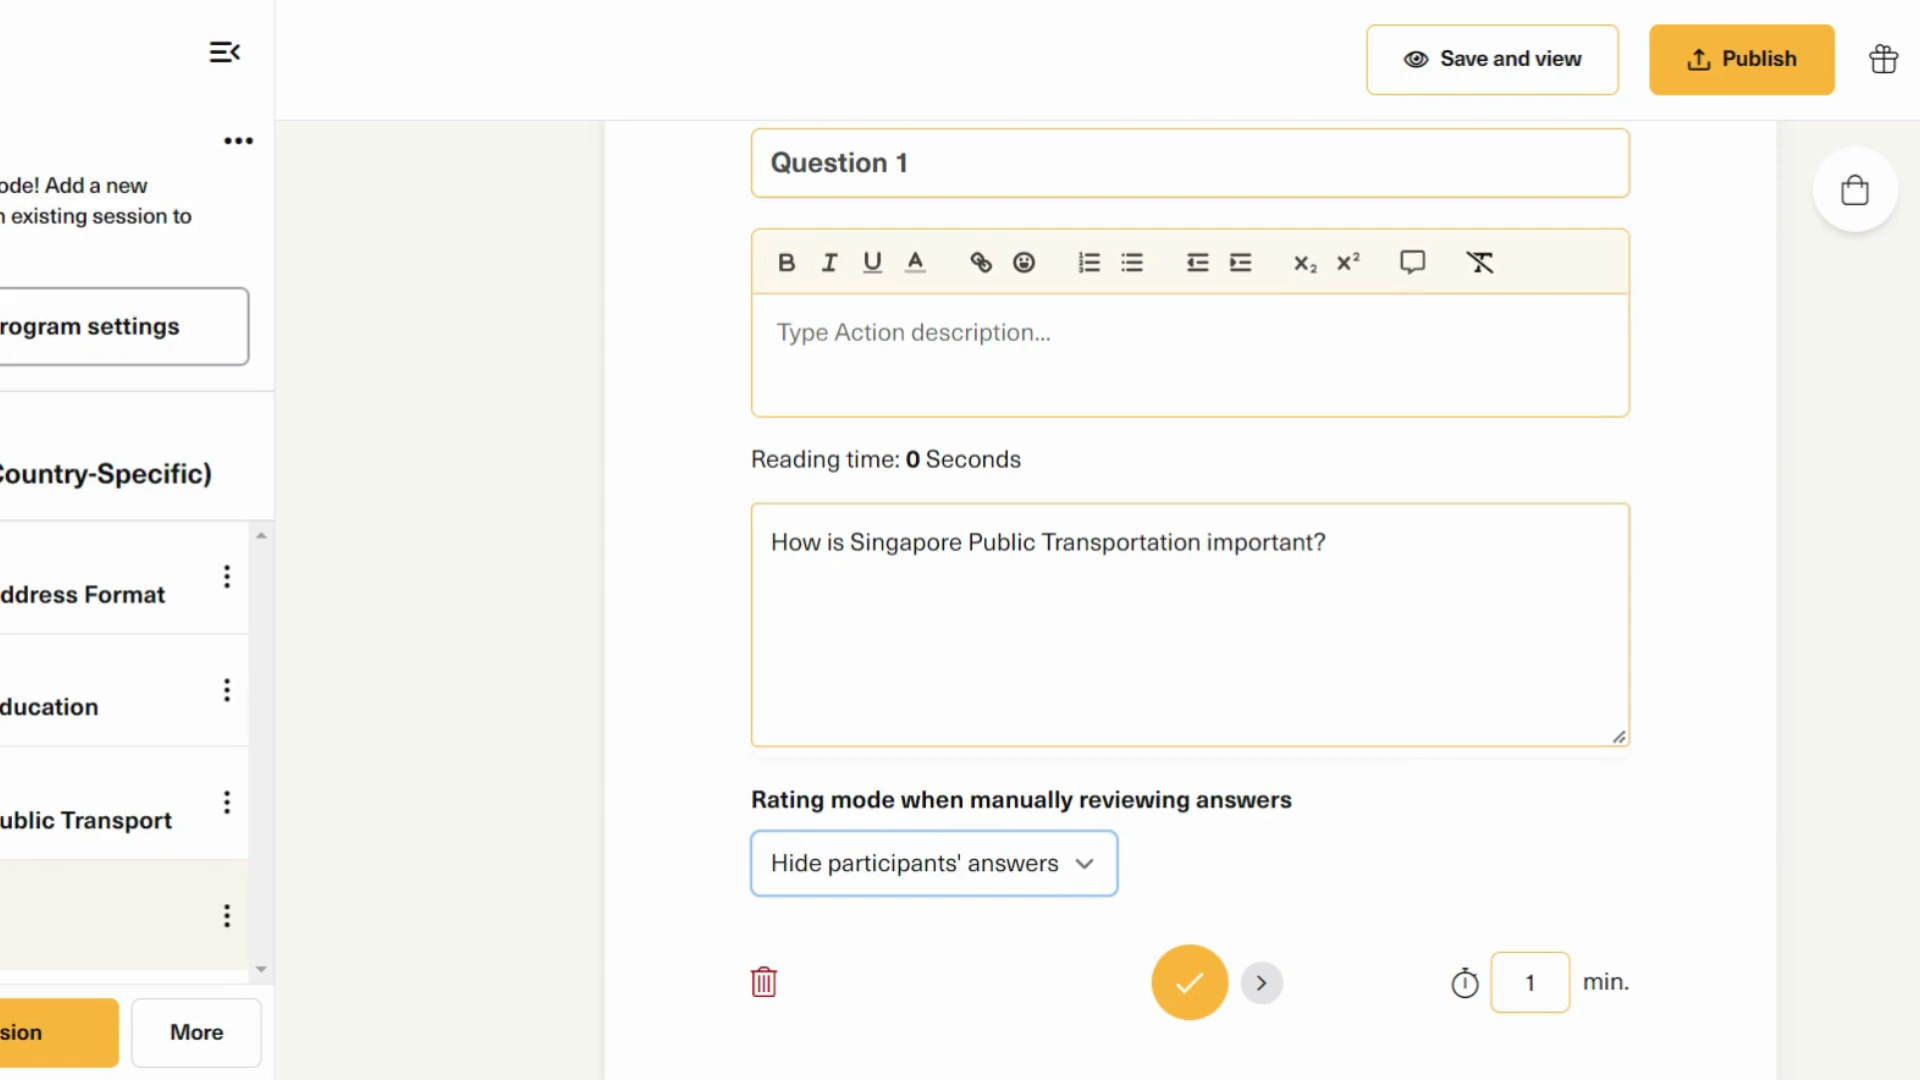 Save and view
Publish
ode! Add a new
n existing session to
rogram settings
Country-Specific)
ddress Format
ducation
ublic Transport
sion
More
Question 1
B I U A
X₂ X²
Type Action description...
Reading time: 0 Seconds
How is Singapore Public Transportation important?
Rating mode when manually reviewing answers
Hide participants' answers
1 min.